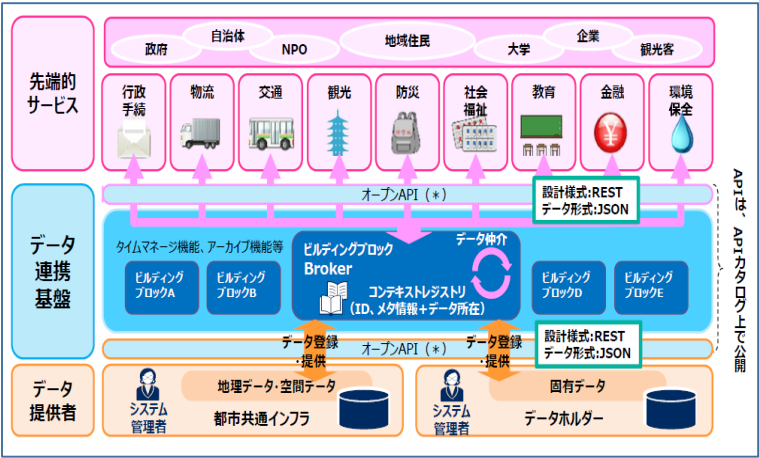 先端的
サービス
政府
自治体
NPO
地域住民
大学
企業
観光客
行政
手続
物流
交通
観光
防災
社会
福祉
教育
金融
環境
保全
データ
連携
基盤
オープンAPI（＊）
設計様式:REST
データ形式:JSON
タイムマネージ機能、アーカイブ機能等
ビルディング
ブロックA
ビルディング
ブロックB
ビルディングブロック
Broker
データ仲介
コンテキストレジストリ
（ID、メタ情報＋データ所在）
ビルディング
ブロックD
ビルディング
ブロックE
データ登録
・提供
オープンAPI（＊）
データ登録
・提供
設計様式:REST
データ形式:JSON
APIは、APIカタログ上で公開
データ
提供者
システム
管理者
地理データ・空間データ
都市共通インフラ
システム
管理者
固有データ
データホルダー